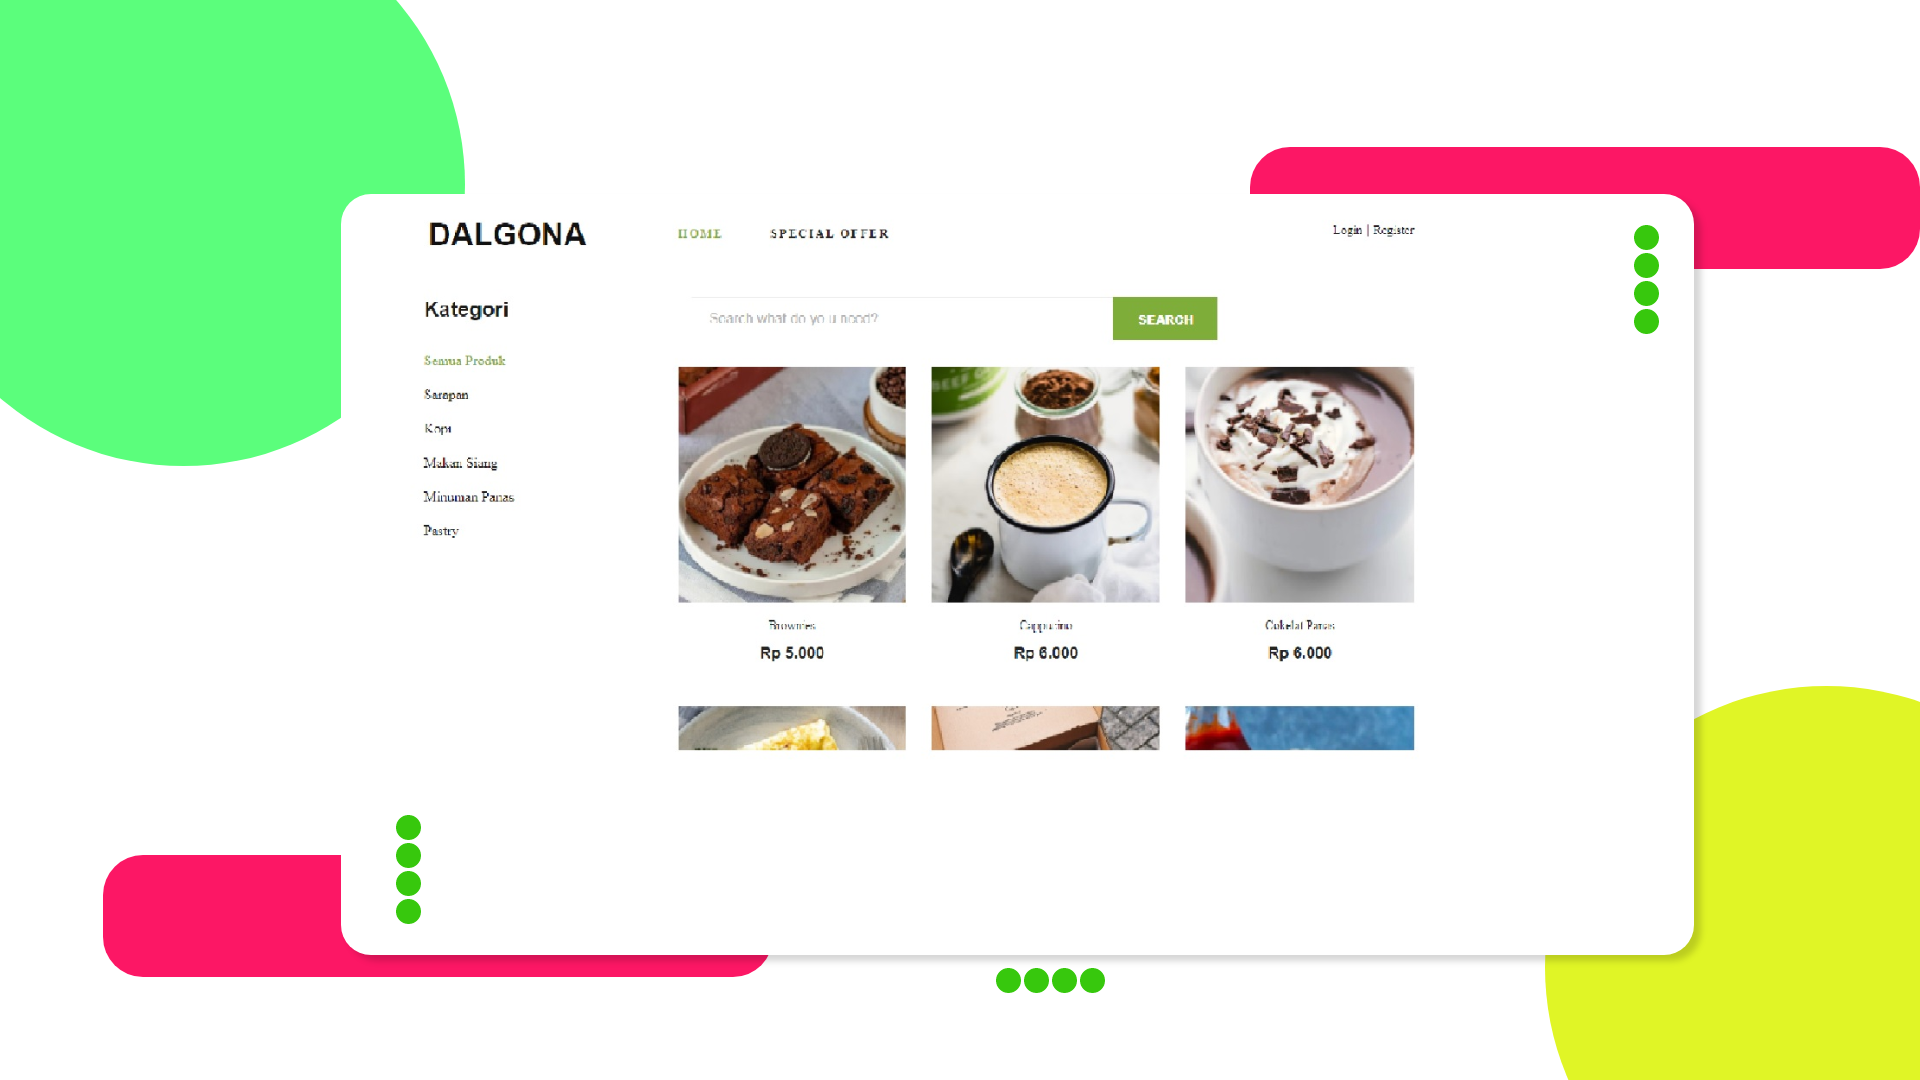 DALGONA
HOME
SPECIAL OFFER
Login | Register
Kategori
Search what do you need?
SEARCH
Semua Produk
Sarapan
Kopi
Makan Siang
Minuman Panas
Pastry
Brownies
Cappucino
Cokelat Panas
Rp 5.000
Rp 6.000
Rp 6.000